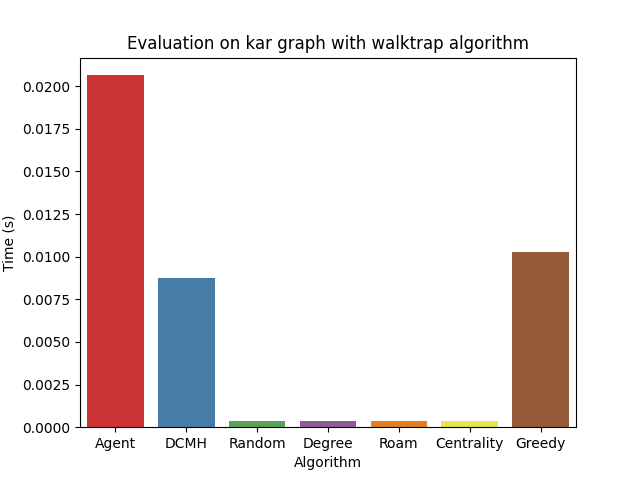 Evaluation on kar graph with walktrap algorithm
0.0200
0.0175
0.0150
0.0125
0.0100
0.0075
0.0050
0.0025
0.0000
Time (s)
Agent DCMH Random Degree Roam Centrality Greedy
Algorithm